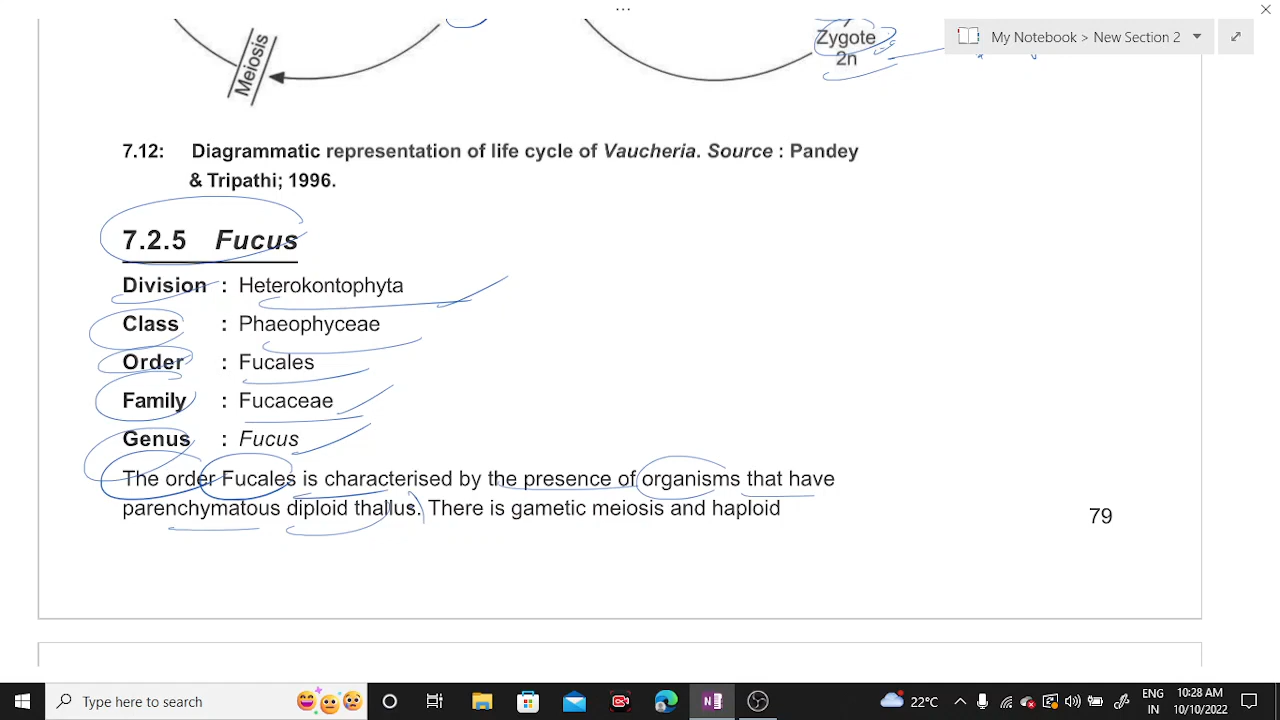 ...
Zygote
2n
Meiosis
My Notebook > New Section 2
7.12: Diagrammatic representation of life cycle of Vaucheria. Source : Pandey
& Tripathi; 1996.
7.2.5 Fucus
Division : Heterokontophyta
Class : Phaeophyceae
Order : Fucales
Family : Fucaceae
Genus : Fucus
The order Fucales is characterised by the presence of organisms that have
parenchymatous diploid thallus. There is gametic meiosis and haploid
79
Type here to search
22°C
ENG
IN
10:28 AM
10/10/2022